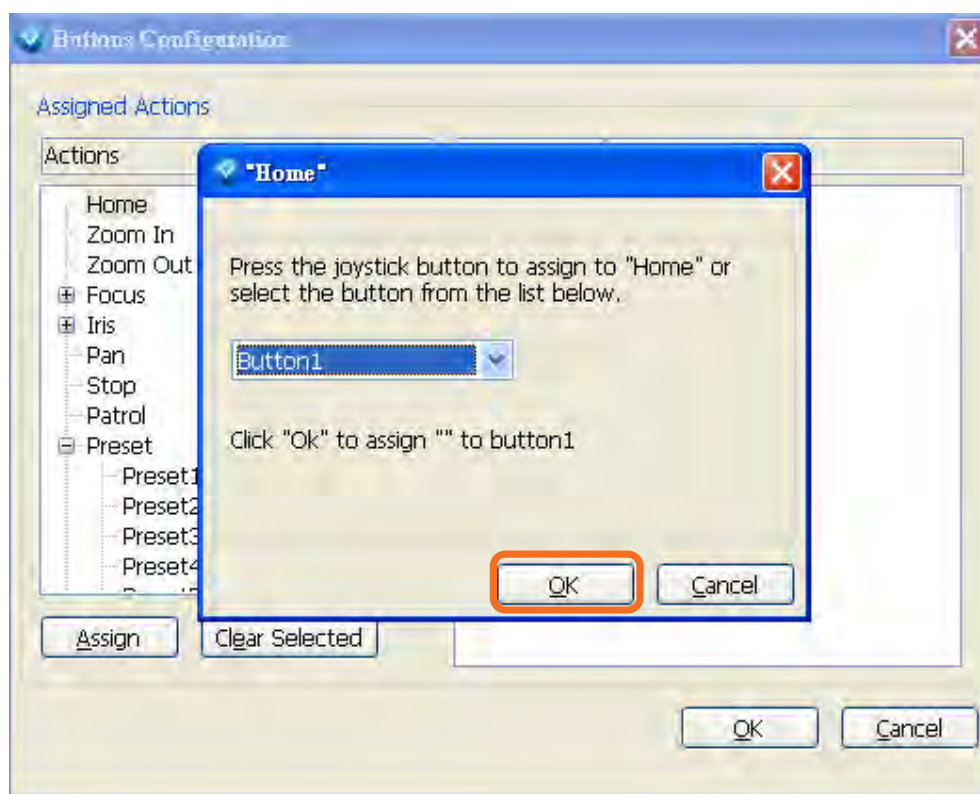 Buttons Configuration
Assigned Actions
Actions
Home
Zoom In
Zoom Out
Focus
Iris
Pan
Stop
Patrol
Preset
Preset1
Preset2
Preset3
Preset4
"Home"
Press the joystick button to assign to "Home" or
select the button from the list below.
Button1
Click "Ok" to assign "" to button1
OK
Cancel
Assign
Clear Selected
OK
Cancel